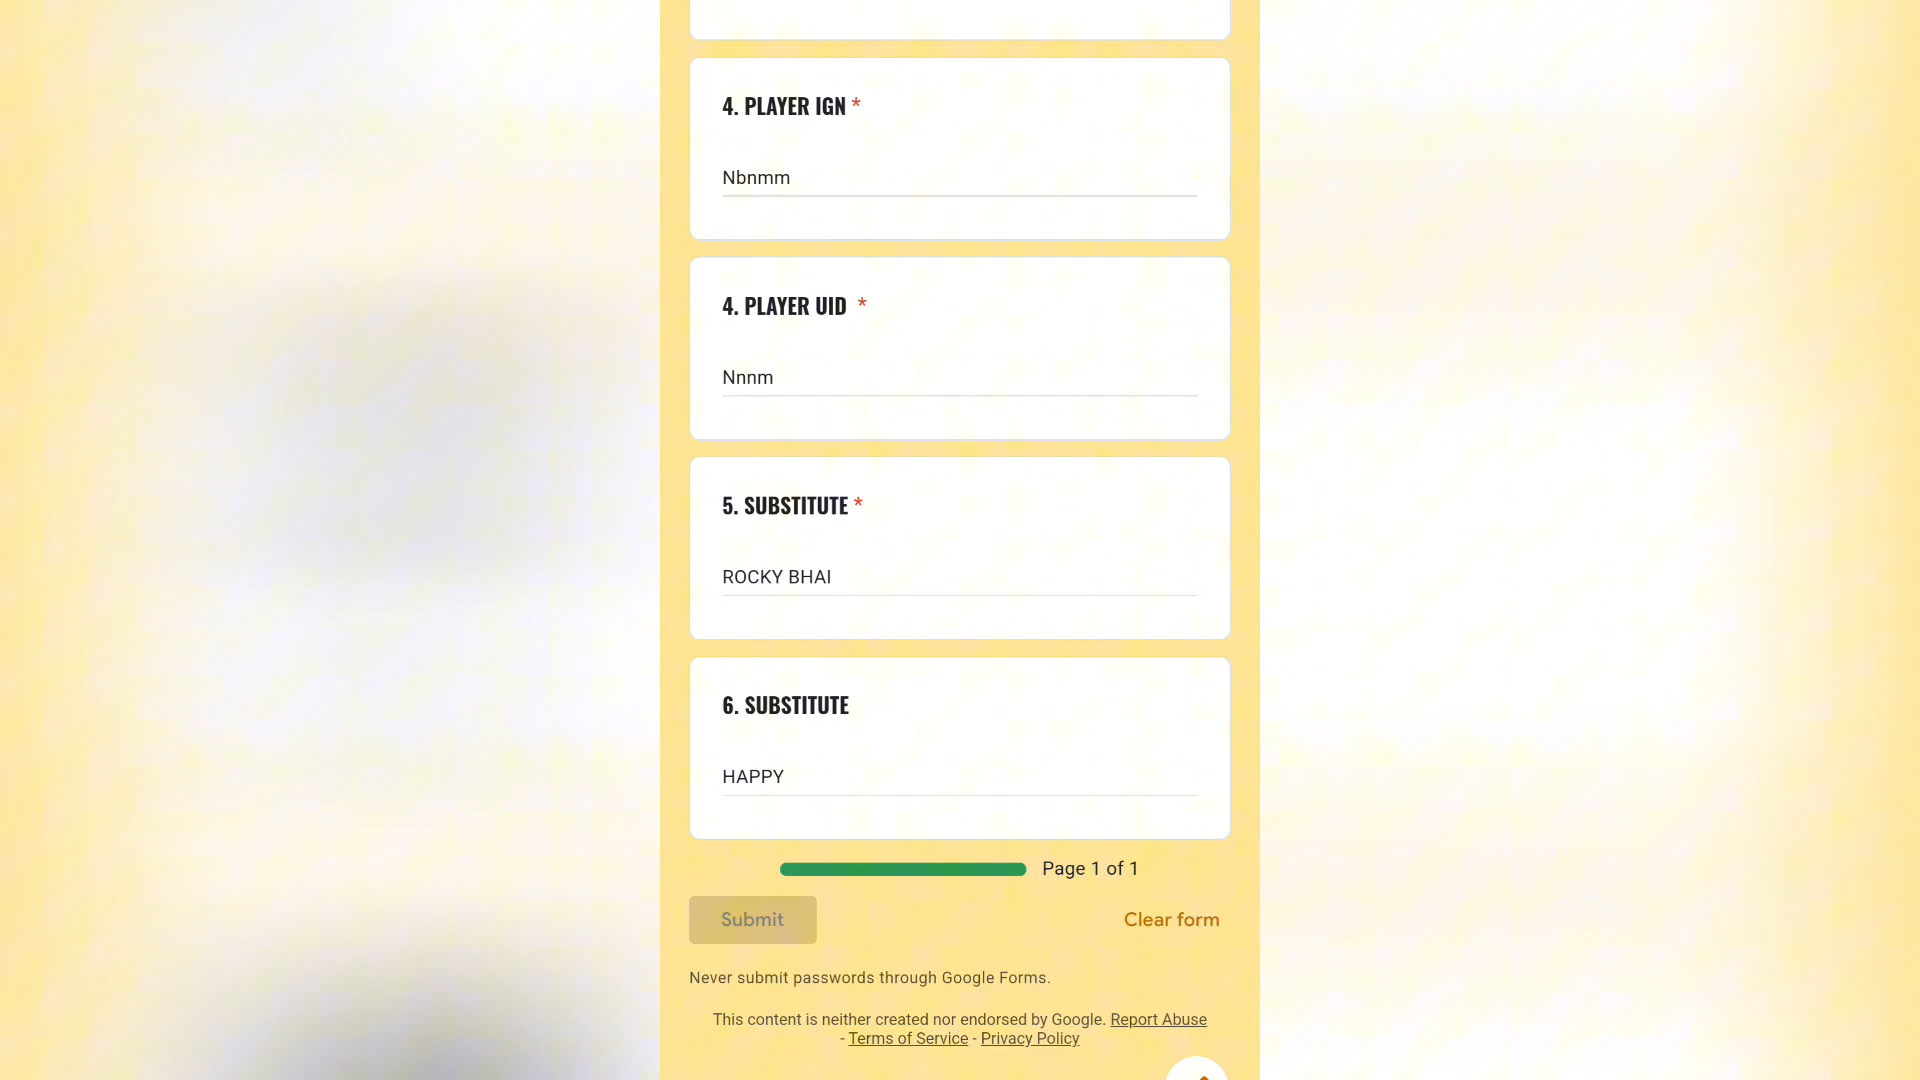 4. PLAYER IGN *
Nbnmm
4. PLAYER UID *
Nnnm
5. SUBSTITUTE *
ROCKY BHAI
6. SUBSTITUTE
HAPPY
Page 1 of 1
Submit
Clear form
Never submit passwords through Google Forms.
This content is neither created nor endorsed by Google. Report Abuse
- Terms of Service - Privacy Policy